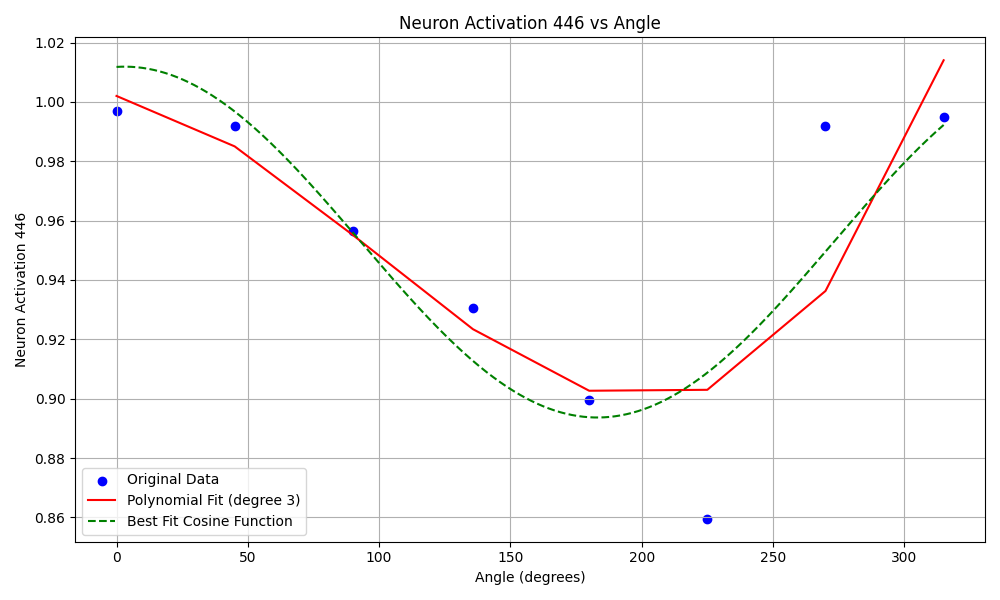 Neuron Activation 446 vs Angle
Neuron Activation 446
1.02
1.00
0.98
0.96
0.94
0.92
0.90
0.88
0.86
Original Data
Polynomial Fit (degree 3)
Best Fit Cosine Function
0 50 100 150 200 250 300
Angle (degrees)